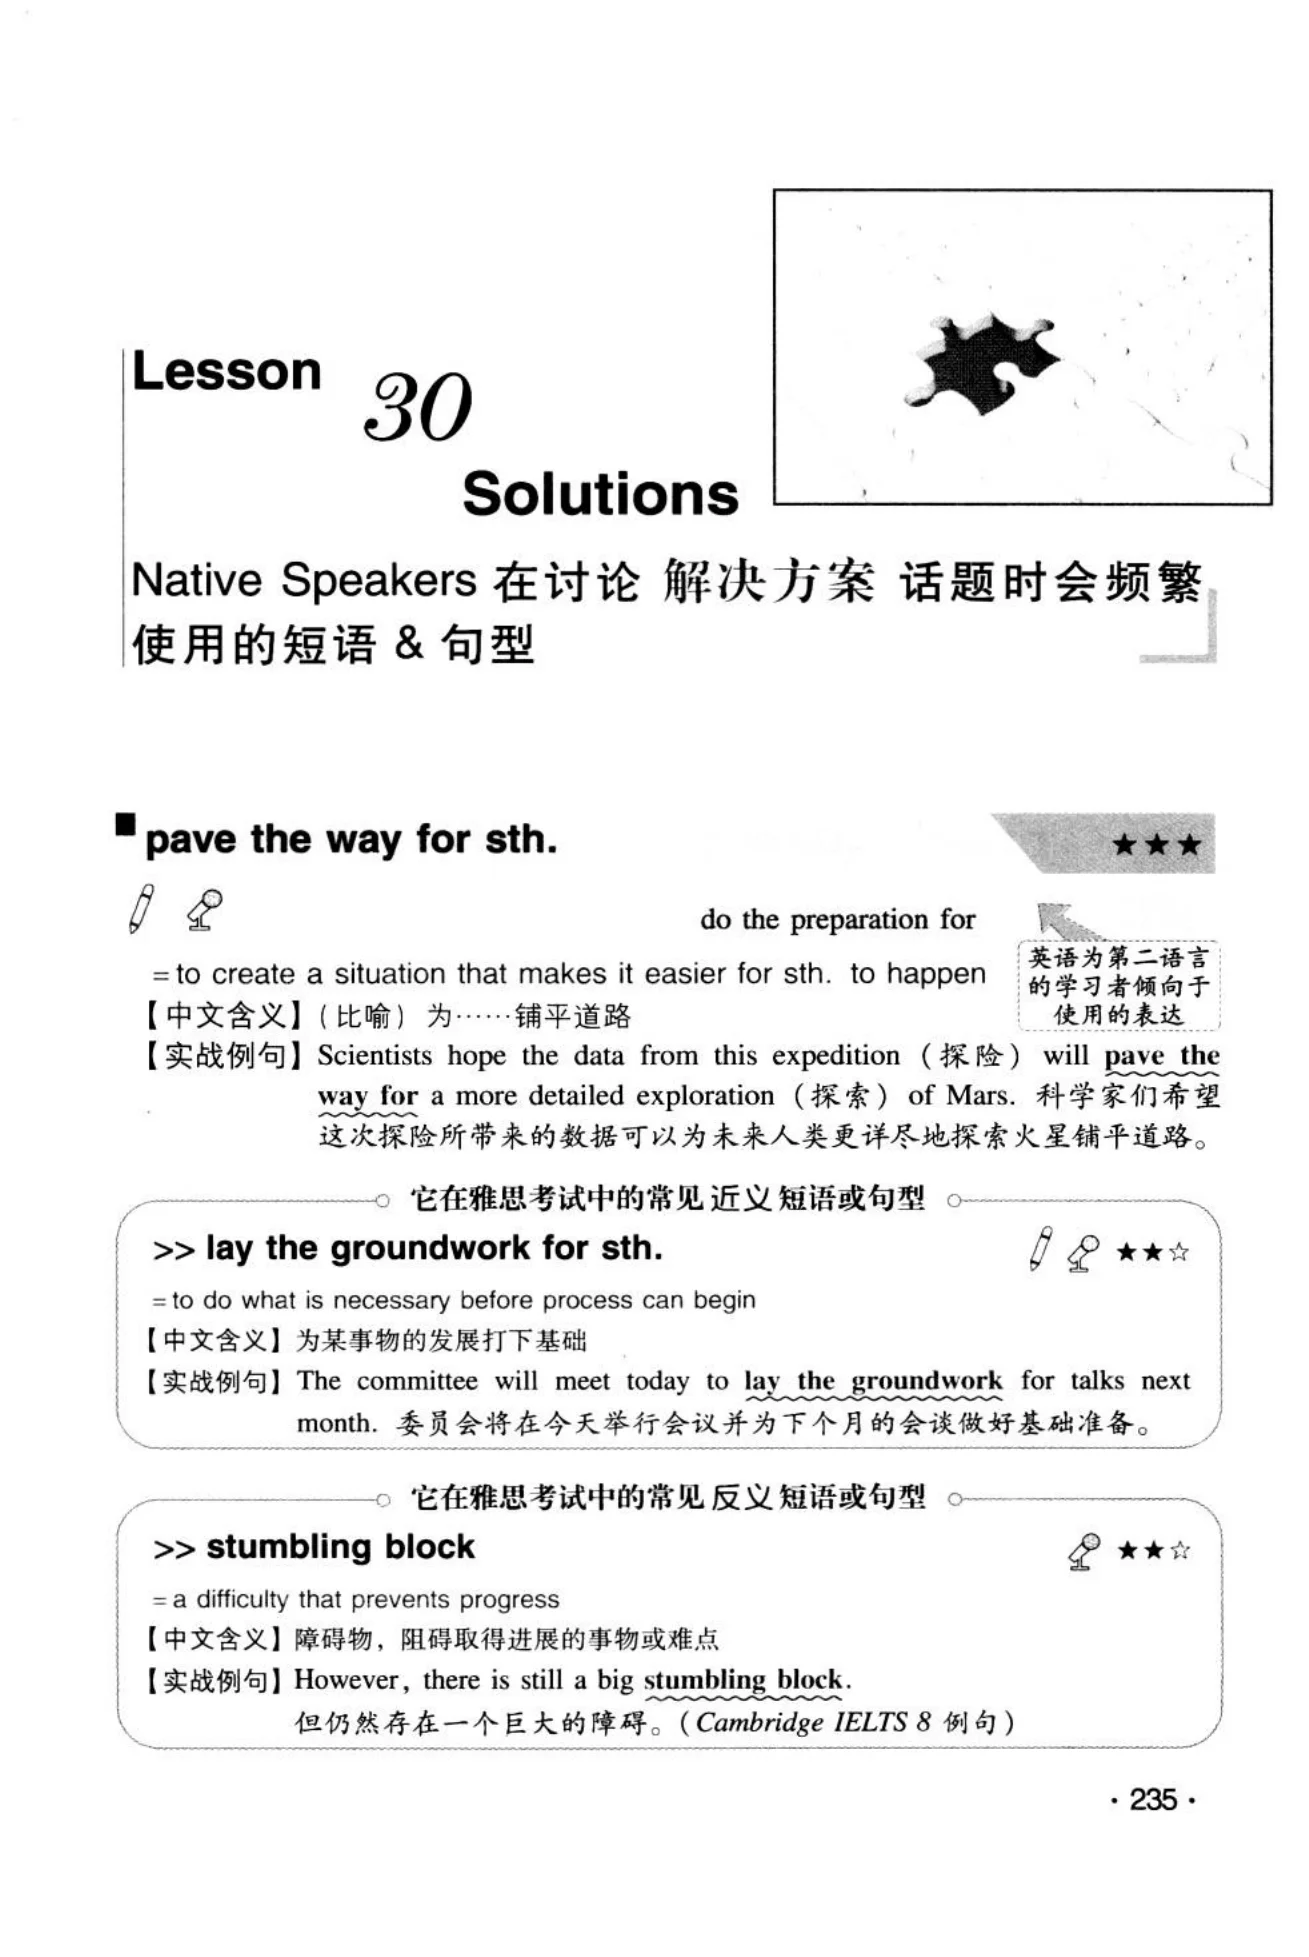 Lesson 30
Solutions
Native Speakers 在讨论 解决方案 话题时会频繁
使用的短语 & 句型
■ pave the way for sth.
★★★
do the preparation for
英语为第二语言
的学习者倾向于
使用的表达
=to create a situation that makes it easier for sth. to happen
【中文含义】(比喻) 为……铺平道路
【实战例句】Scientists hope the data from this expedition (探险) will pave the
way for a more detailed exploration (探索) of Mars. 科学家们希望
这次探险所带来的数据可以为未来人类更详尽地探索火星铺平道路。
它在雅思考试中的常见近义短语或句型
>> lay the groundwork for sth. ★★☆
=to do what is necessary before process can begin
【中文含义】为某事物的发展打下基础
【实战例句】The committee will meet today to lay the groundwork for talks next
month. 委员会将在今天举行会议并为下个月的会谈做好基础准备。
它在雅思考试中的常见反义短语或句型
>> stumbling block ★★☆
=a difficulty that prevents progress
【中文含义】障碍物，阻碍取得进展的事物或难点
【实战例句】However, there is still a big stumbling block.
但仍然存在一个巨大的障碍。(Cambridge IELTS 8 例句)
·235·